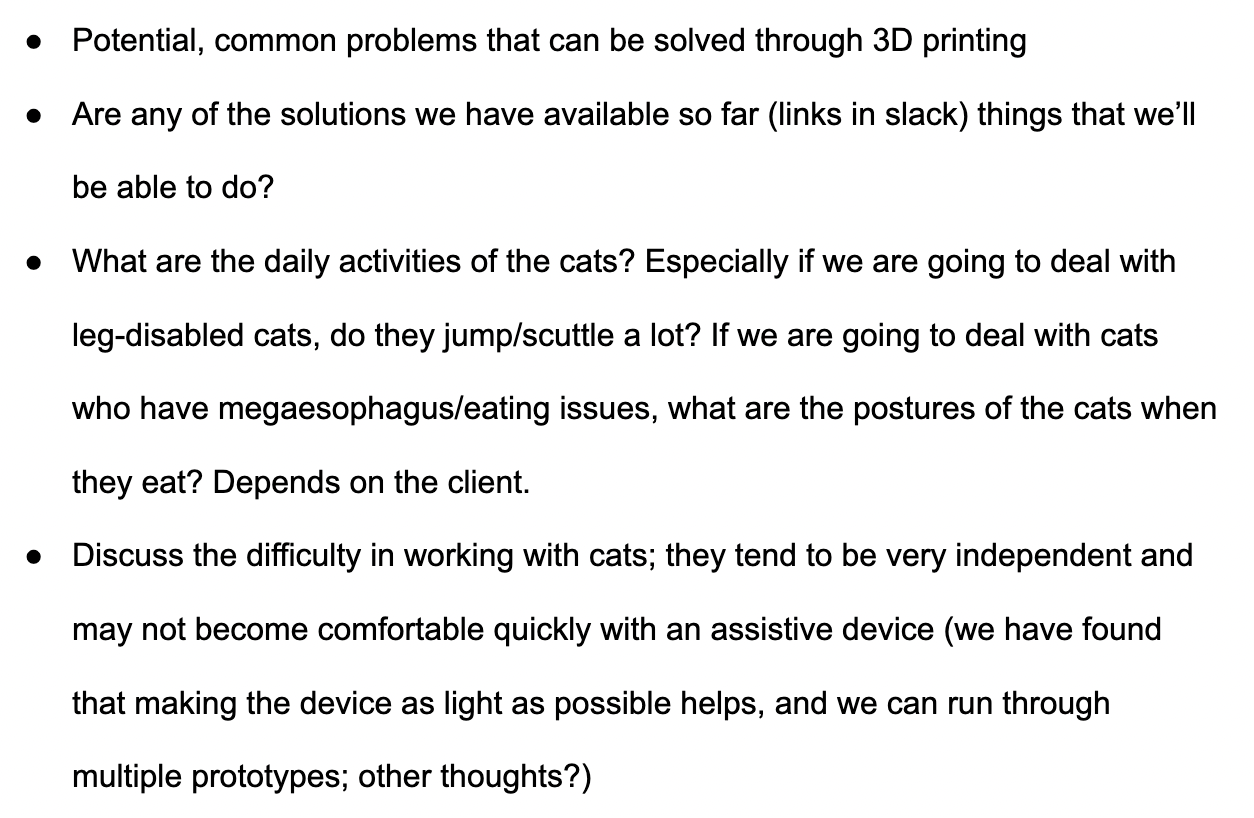 ● Potential, common problems that can be solved through 3D printing
● Are any of the solutions we have available so far (links in slack) things that we’ll
be able to do?
● What are the daily activities of the cats? Especially if we are going to deal with
leg-disabled cats, do they jump/scuttle a lot? If we are going to deal with cats
who have megaesophagus/eating issues, what are the postures of the cats when
they eat? Depends on the client.
● Discuss the difficulty in working with cats; they tend to be very independent and
may not become comfortable quickly with an assistive device (we have found
that making the device as light as possible helps, and we can run through
multiple prototypes; other thoughts?)